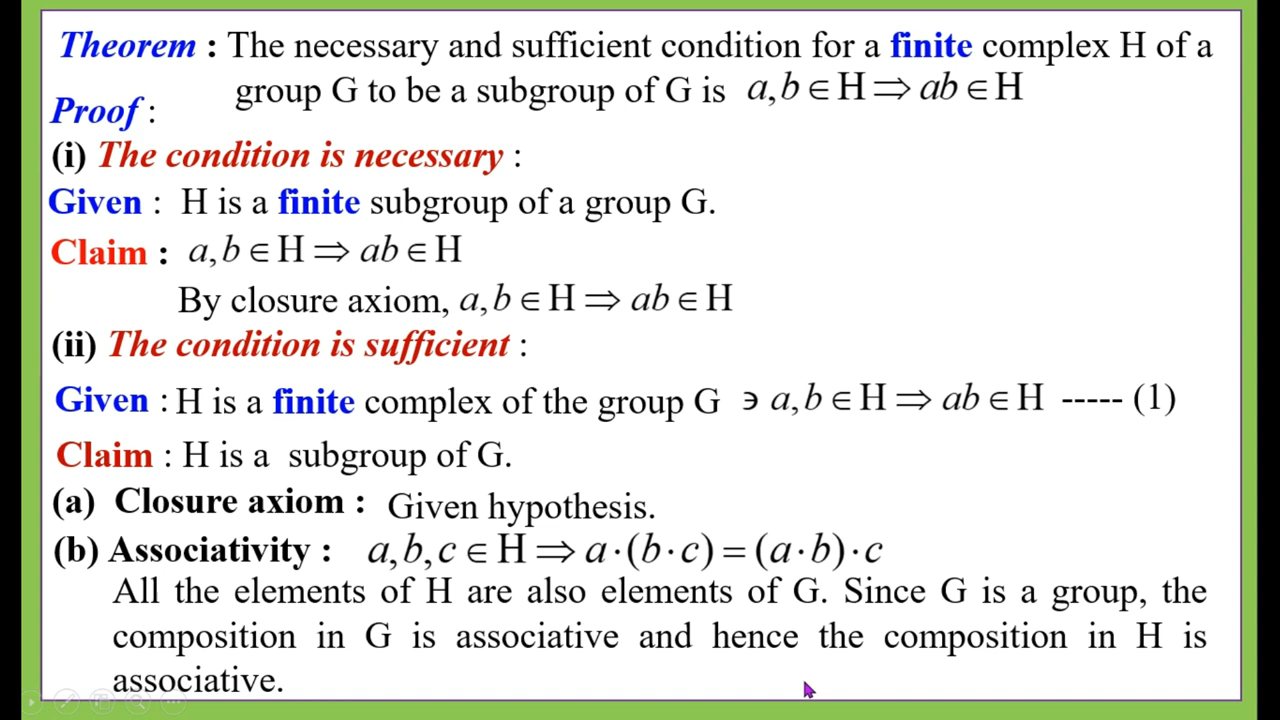 Theorem : The necessary and sufficient condition for a finite complex H of a
group G to be a subgroup of G is a, b ∈ H ⇒ ab ∈ H
Proof :
(i) The condition is necessary :
Given : H is a finite subgroup of a group G.
Claim : a, b ∈ H ⇒ ab ∈ H
By closure axiom, a, b ∈ H ⇒ ab ∈ H
(ii) The condition is sufficient :
Given : H is a finite complex of the group G ∍ a, b ∈ H ⇒ ab ∈ H ----- (1)
Claim : H is a subgroup of G.
(a) Closure axiom : Given hypothesis.
(b) Associativity : a, b, c ∈ H ⇒ a · (b · c) = (a · b) · c
All the elements of H are also elements of G. Since G is a group, the
composition in G is associative and hence the composition in H is
associative.